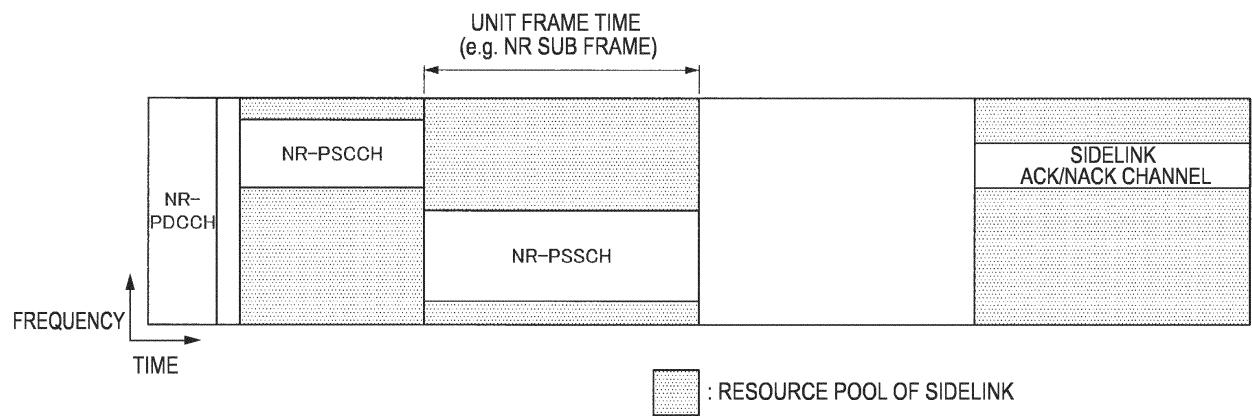 UNIT FRAME TIME
(e.g. NR SUB FRAME)
NR-PSCCH
SIDELINK
ACK/NACK CHANNEL
NR-
PDCCH
NR-PSSCH
FREQUENCY
TIME
: RESOURCE POOL OF SIDELINK